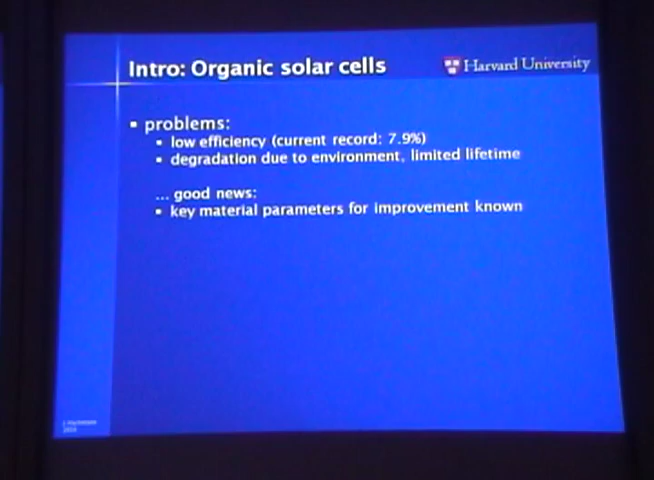 Intro: Organic solar cells
Harvard University
▪ problems:
▪ low efficiency (current record: 7.9%)
▪ degradation due to environment, limited lifetime
... good news:
▪ key material parameters for improvement known